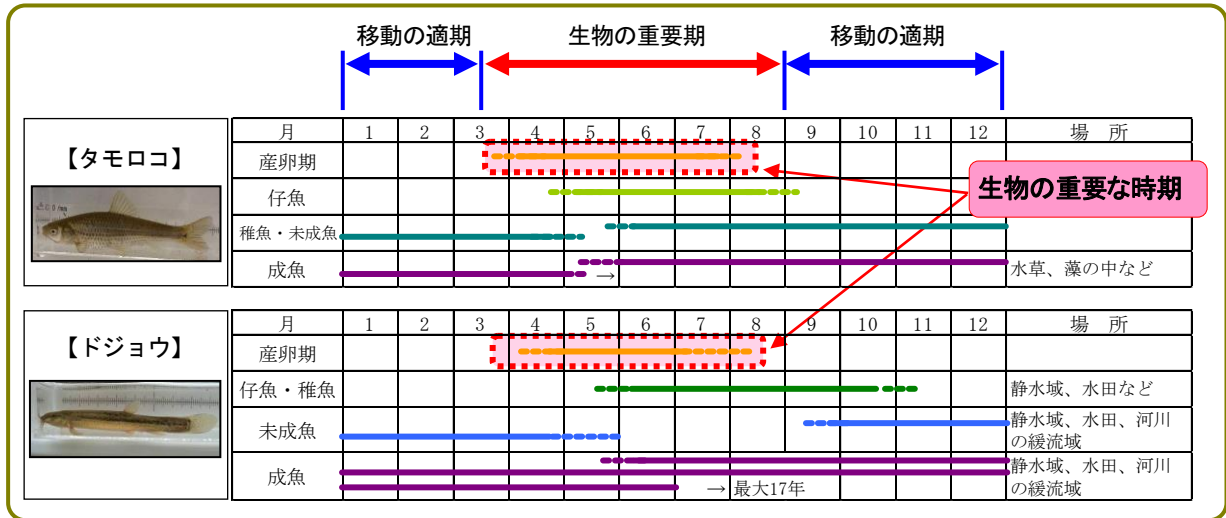 移動の適期 生物の重要期 移動の適期
【タモロコ】
月 1 2 3 4 5 6 7 8 9 10 11 12 場 所
産卵期
仔魚
稚魚・未成魚
成魚 → 水草、藻の中など
生物の重要な時期
【ドジョウ】
月 1 2 3 4 5 6 7 8 9 10 11 12 場 所
産卵期
仔魚・稚魚 静水域、水田など
未成魚 静水域、水田、河川
の緩流域
成魚 → 最大17年 静水域、水田、河川
の緩流域